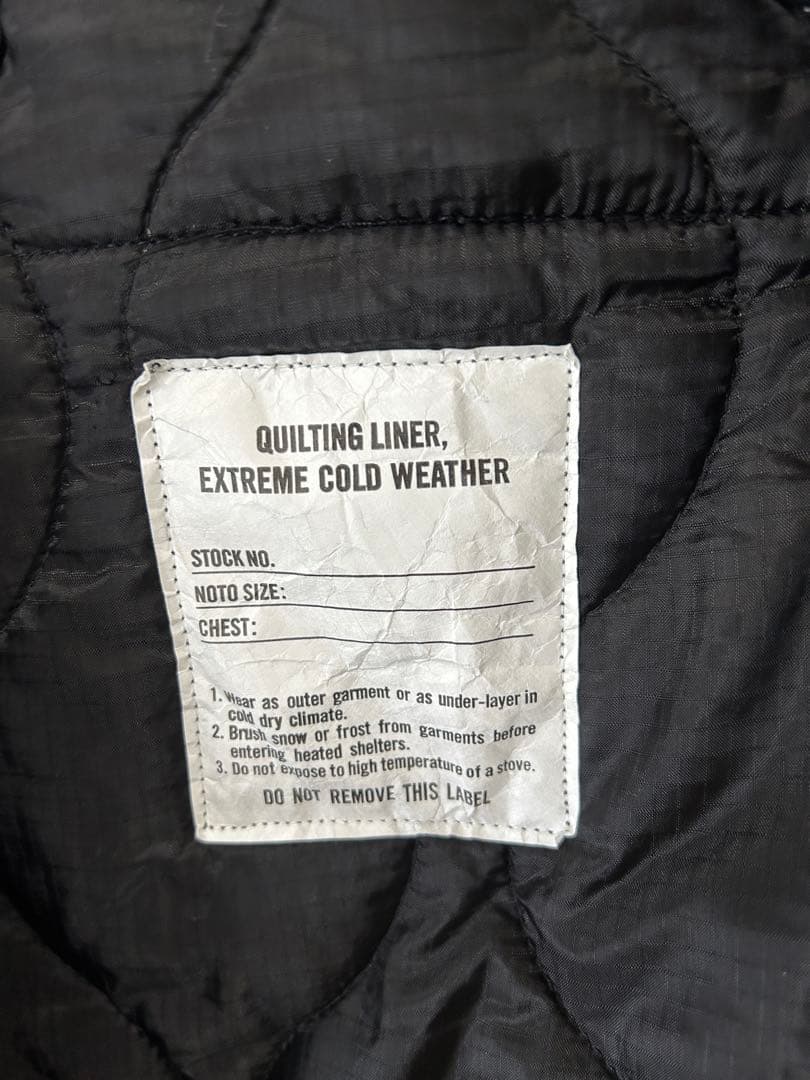 QUILTING LINER,
EXTREME COLD WEATHER
STOCK NO.
NOTO SIZE:
CHEST:
1. Wear as outer garment or as under-layer in
cold dry climate.
2. Brush snow or frost from garments before
entering heated shelters.
3. Do not expose to high temperature of a stove.
DO NOT REMOVE THIS LABEL